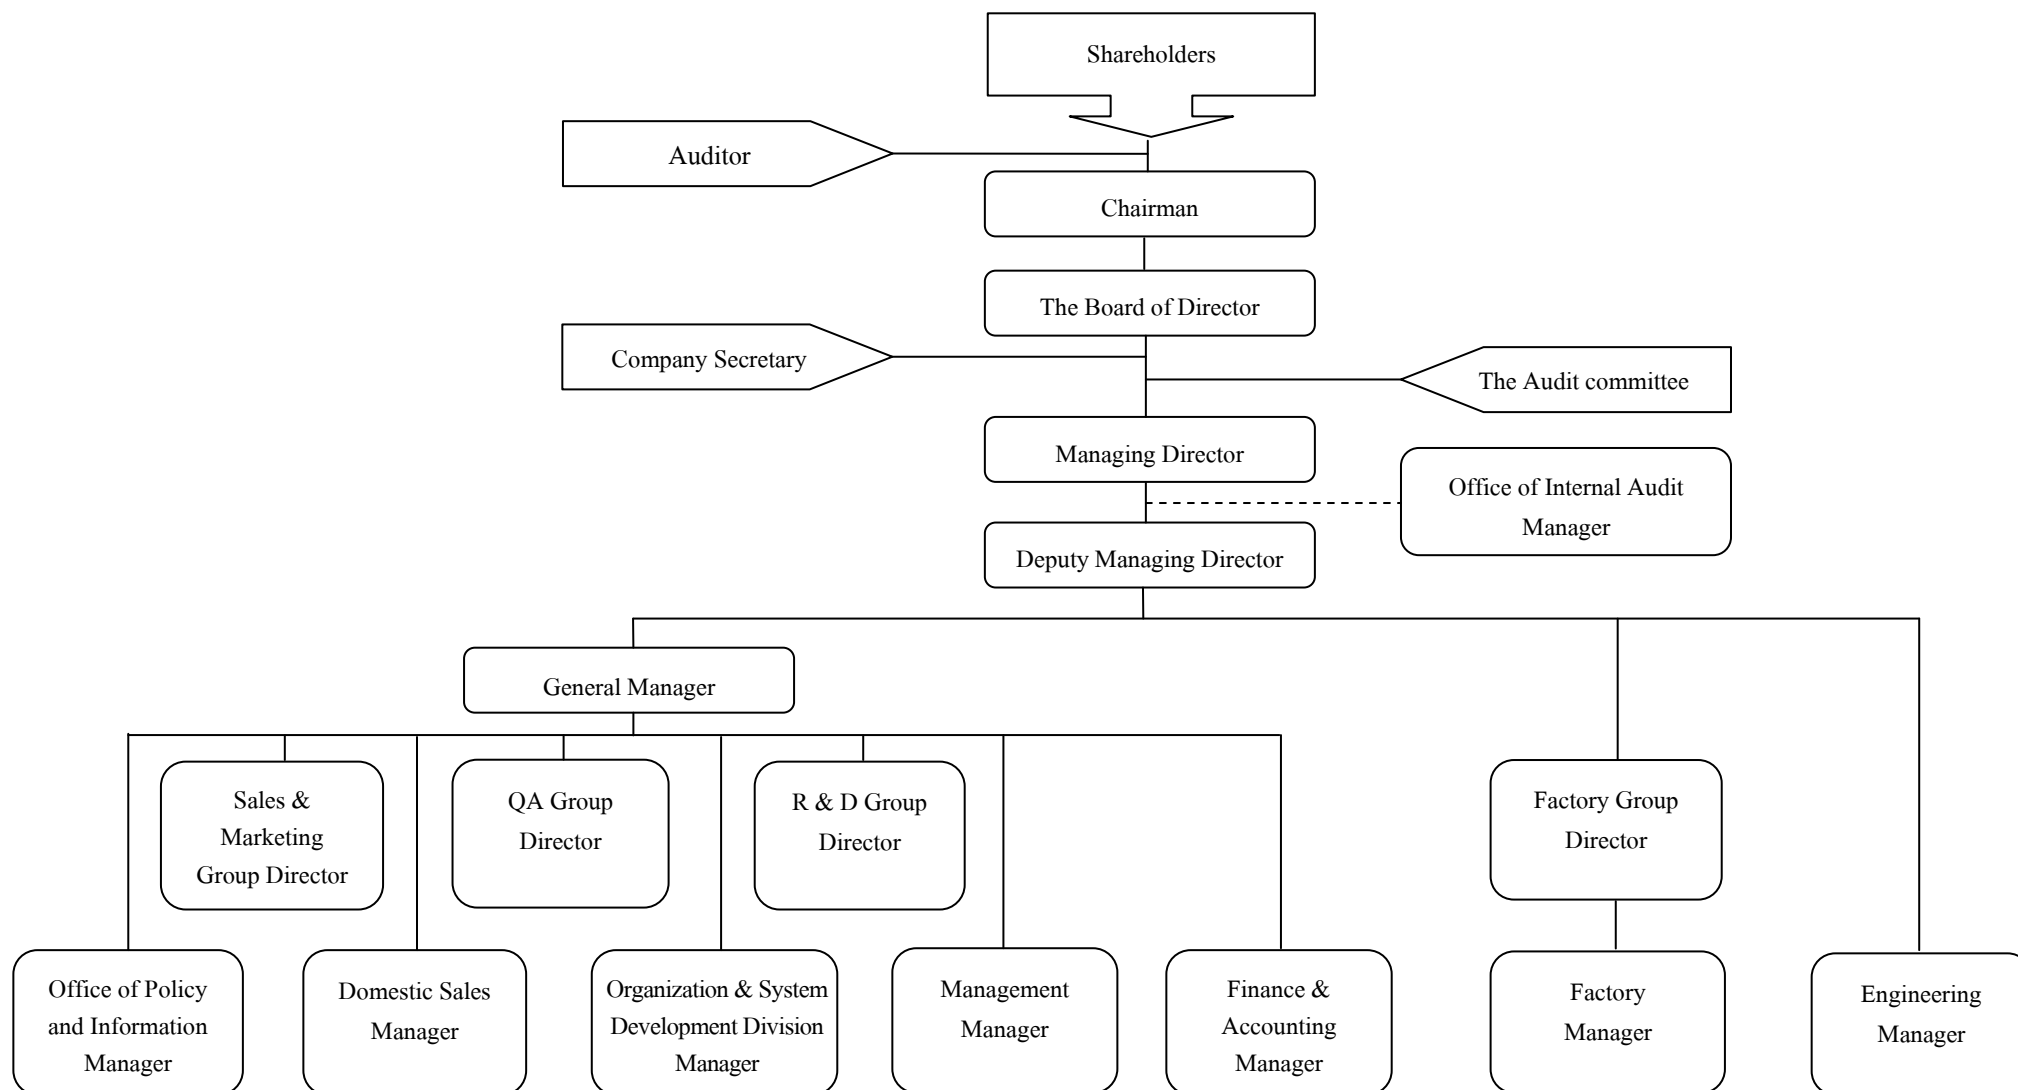 Shareholders
Auditor
Chairman
The Board of Director
Company Secretary
The Audit committee
Managing Director
Office of Internal Audit
Manager
Deputy Managing Director
General Manager
Sales &
Marketing
Group Director
QA Group
Director
R & D Group
Director
Factory Group
Director
Office of Policy
and Information
Manager
Domestic Sales
Manager
Organization & System
Development Division
Manager
Management
Manager
Finance &
Accounting
Manager
Factory
Manager
Engineering
Manager